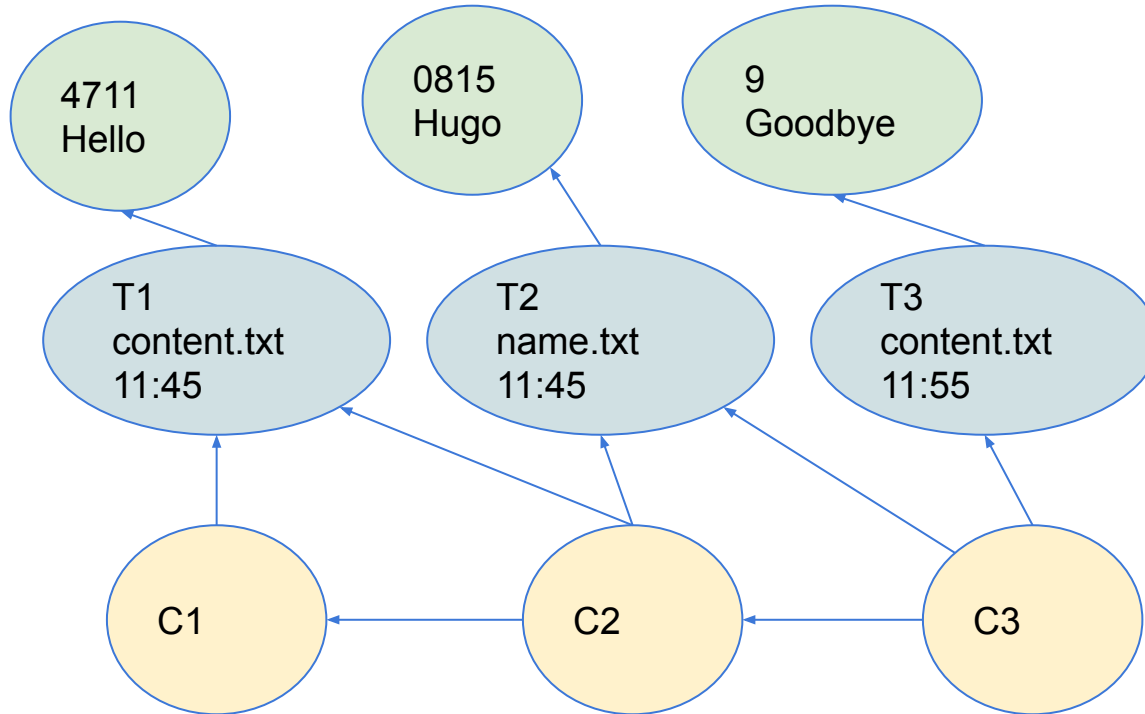 4711
Hello
0815
Hugo
9
Goodbye
T1
content.txt
11:45
T2
name.txt
11:45
T3
content.txt
11:55
C1
C2
C3